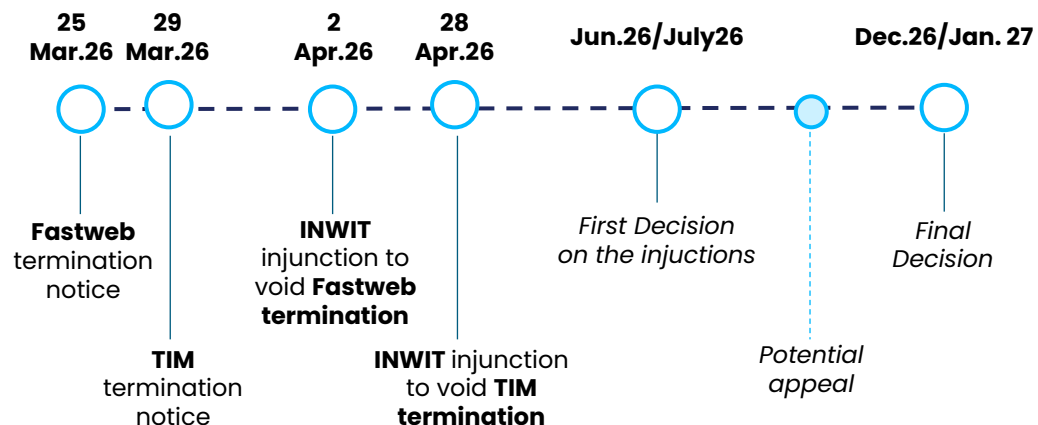 25
Mar.26
29
Mar.26
2
Apr.26
28
Apr.26
Jun.26/July26
Dec.26/Jan. 27
Fastweb
termination
notice
TIM
termination
notice
INWIT
injunction to
void Fastweb
termination
INWIT injunction
to void TIM
termination
First Decision
on the injuctions
Potential
appeal
Final
Decision